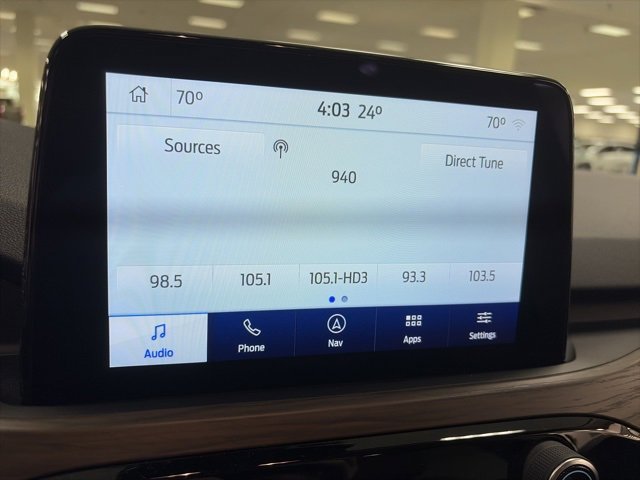 70° 4:03 24° 70°
Sources Direct Tune
940
98.5 105.1 105.1-HD3 93.3 103.5
Audio Phone Nav Apps Settings